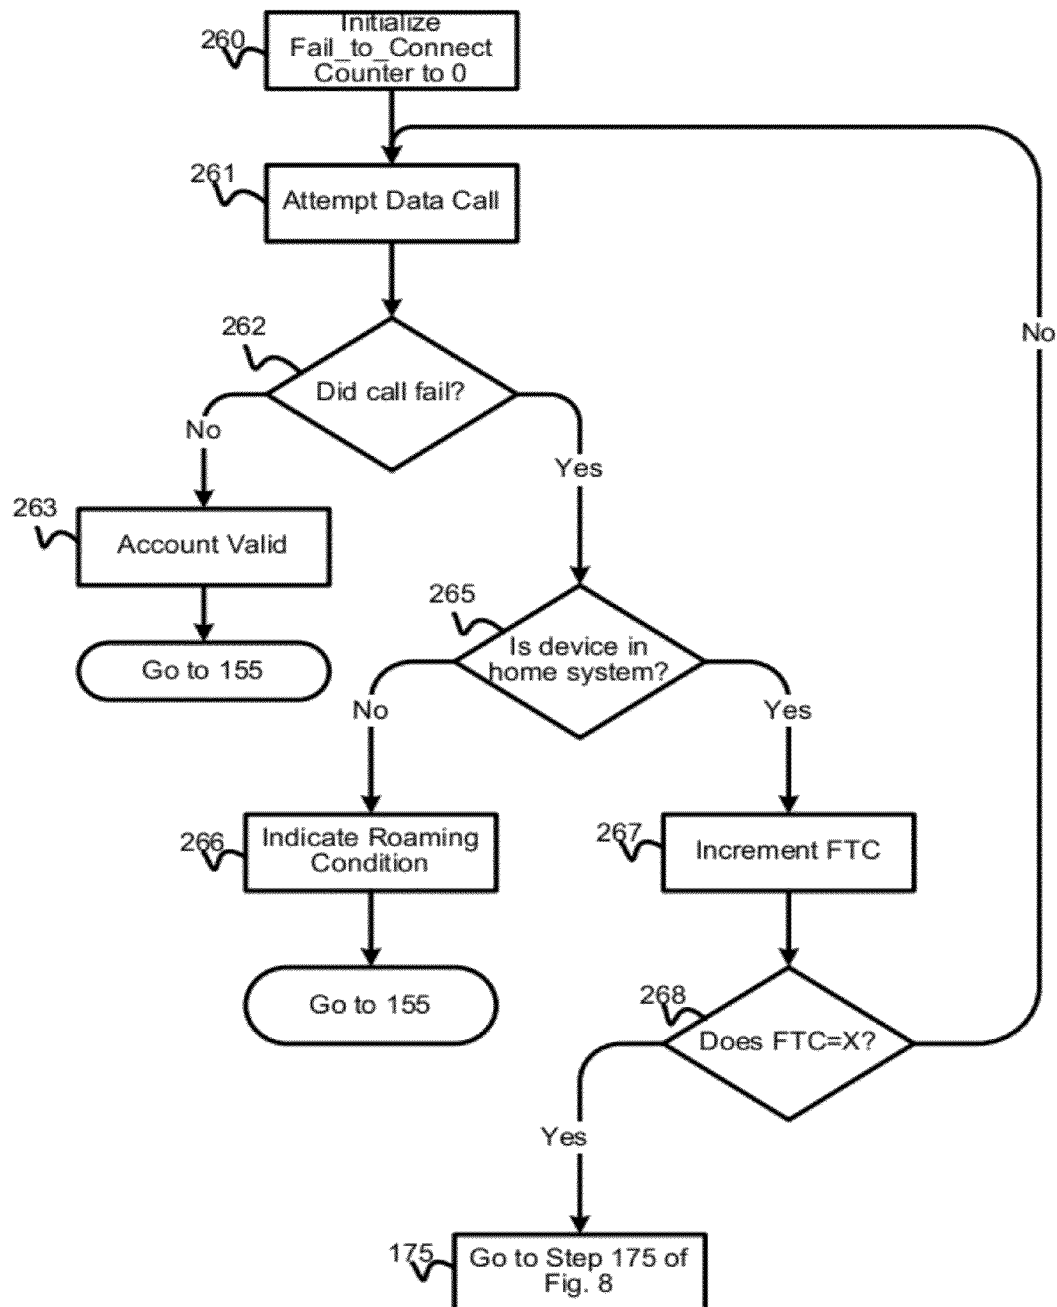 Initialize
260
Fail_to_Connect
Counter to 0
261
Attempt Data Call
No
262
Did call fail?
No
Yes
263
Account Valid
265
Is device in
home system?
Go to 155
No
Yes
266
Indicate Roaming
Condition
267
Increment FTC
268
Go to 155
Does FTC=X?
Yes
175
Go to Step 175 of
Fig. 8